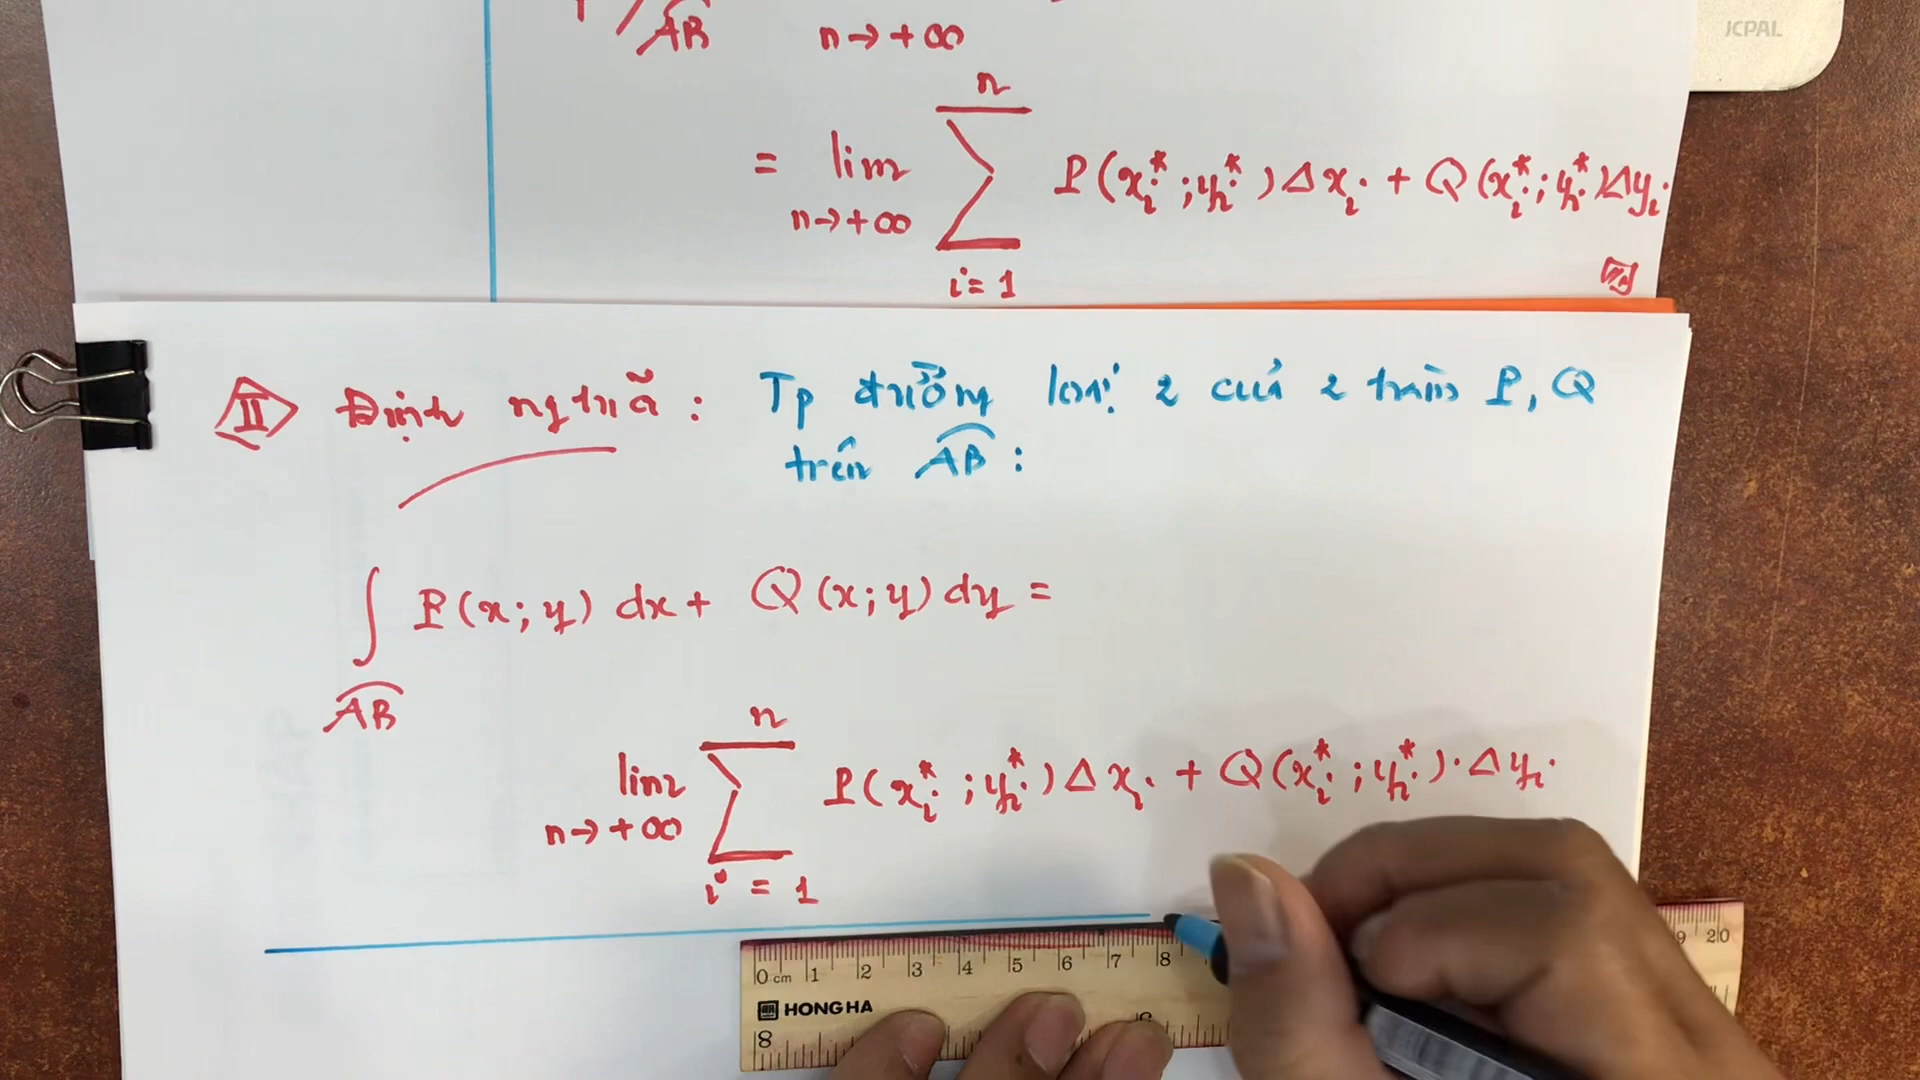 JCPAL
AB n→+∞
= lim n→+∞ ∑ i=1 n P(xᵢ*;yᵢ*)Δxᵢ + Q(xᵢ*;yᵢ*)Δyᵢ
II Định nghĩa: Tp đường loại 2 của 2 hàm P, Q
trên AB:
∫ AB P(x;y) dx + Q(x;y) dy =
lim n→+∞ ∑ i=1 n P(xᵢ*;yᵢ*)Δxᵢ + Q(xᵢ*;yᵢ*)·Δyᵢ
0 cm 1 2 3 4 5 6 7 8 9 20
HONG HA
8